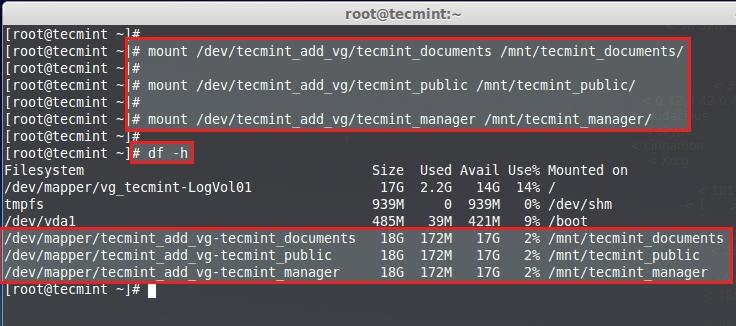 root@tecmint:~
[root@tecmint ~]#
[root@tecmint ~]# mount /dev/tecmint_add_vg/tecmint_documents /mnt/tecmint_documents/
[root@tecmint ~]#
[root@tecmint ~]# mount /dev/tecmint_add_vg/tecmint_public /mnt/tecmint_public/
[root@tecmint ~]#
[root@tecmint ~]# mount /dev/tecmint_add_vg/tecmint_manager /mnt/tecmint_manager/
[root@tecmint ~]#
[root@tecmint ~]# df -h
Filesystem Size Used Avail Use% Mounted on
/dev/mapper/vg_tecmint-LogVol01 17G 2.2G 14G 14% /
tmpfs 939M 0 939M 0% /dev/shm
/dev/vda1 485M 39M 421M 9% /boot
/dev/mapper/tecmint_add_vg-tecmint_documents 18G 172M 17G 2% /mnt/tecmint_documents
/dev/mapper/tecmint_add_vg-tecmint_public 18G 172M 17G 2% /mnt/tecmint_public
/dev/mapper/tecmint_add_vg-tecmint_manager 18G 172M 17G 2% /mnt/tecmint_manager
[root@tecmint ~]#